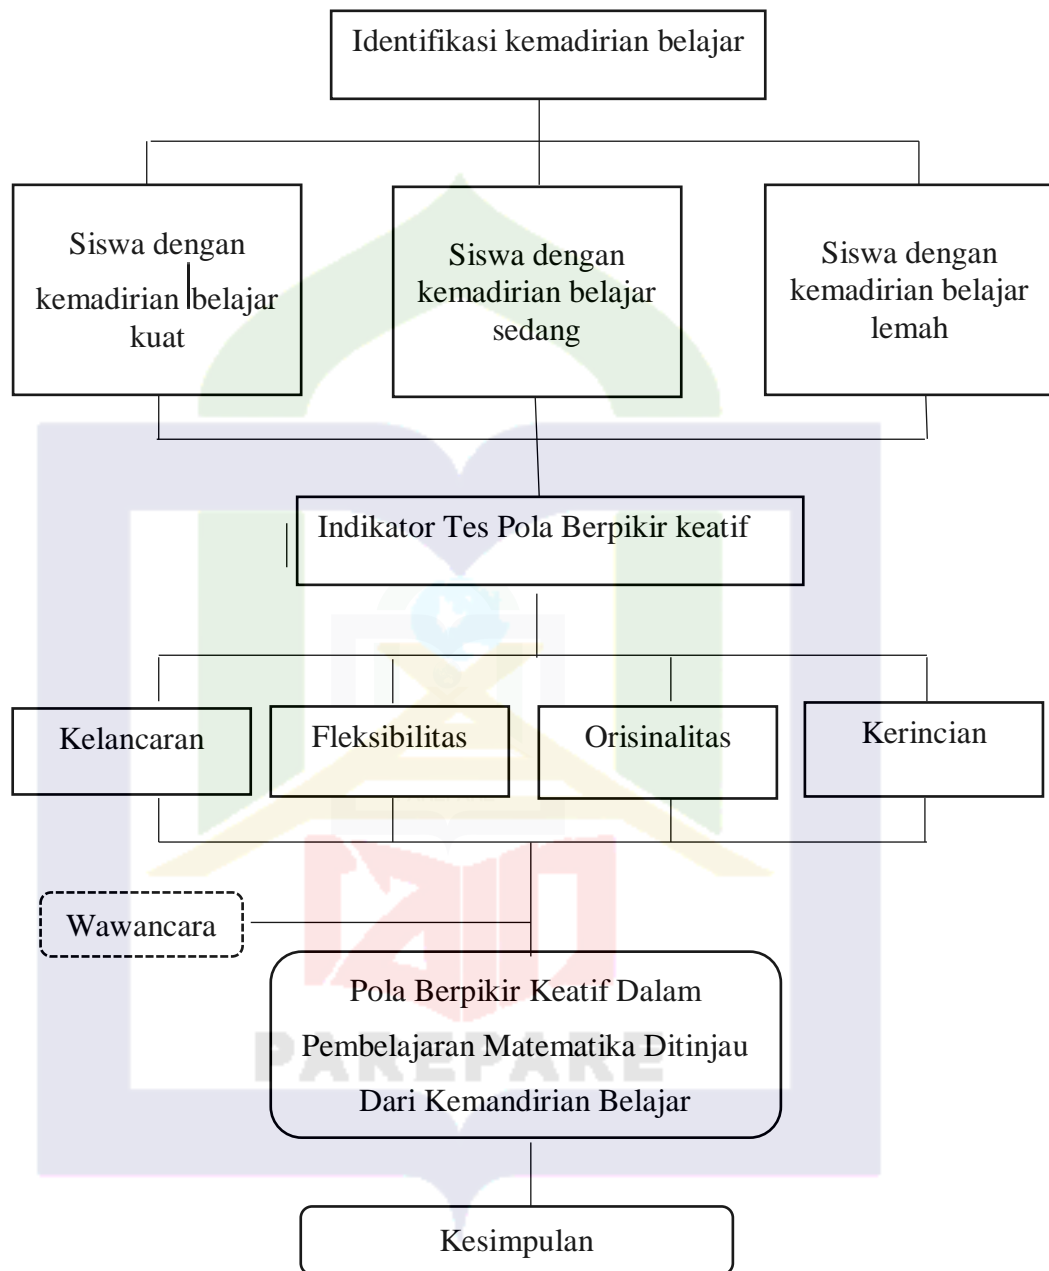 Identifikasi kemadirian belajar
Siswa dengan
kemadirian belajar
kuat
Siswa dengan
kemadirian belajar
sedang
Siswa dengan
kemadirian belajar
lemah
Indikator Tes Pola Berpikir keatif
Kelancaran
Fleksibilitas
Orisinalitas
Kerincian
Wawancara
Pola Berpikir Keatif Dalam
Pembelajaran Matematika Ditinjau
Dari Kemandirian Belajar
PAREPARE
Kesimpulan